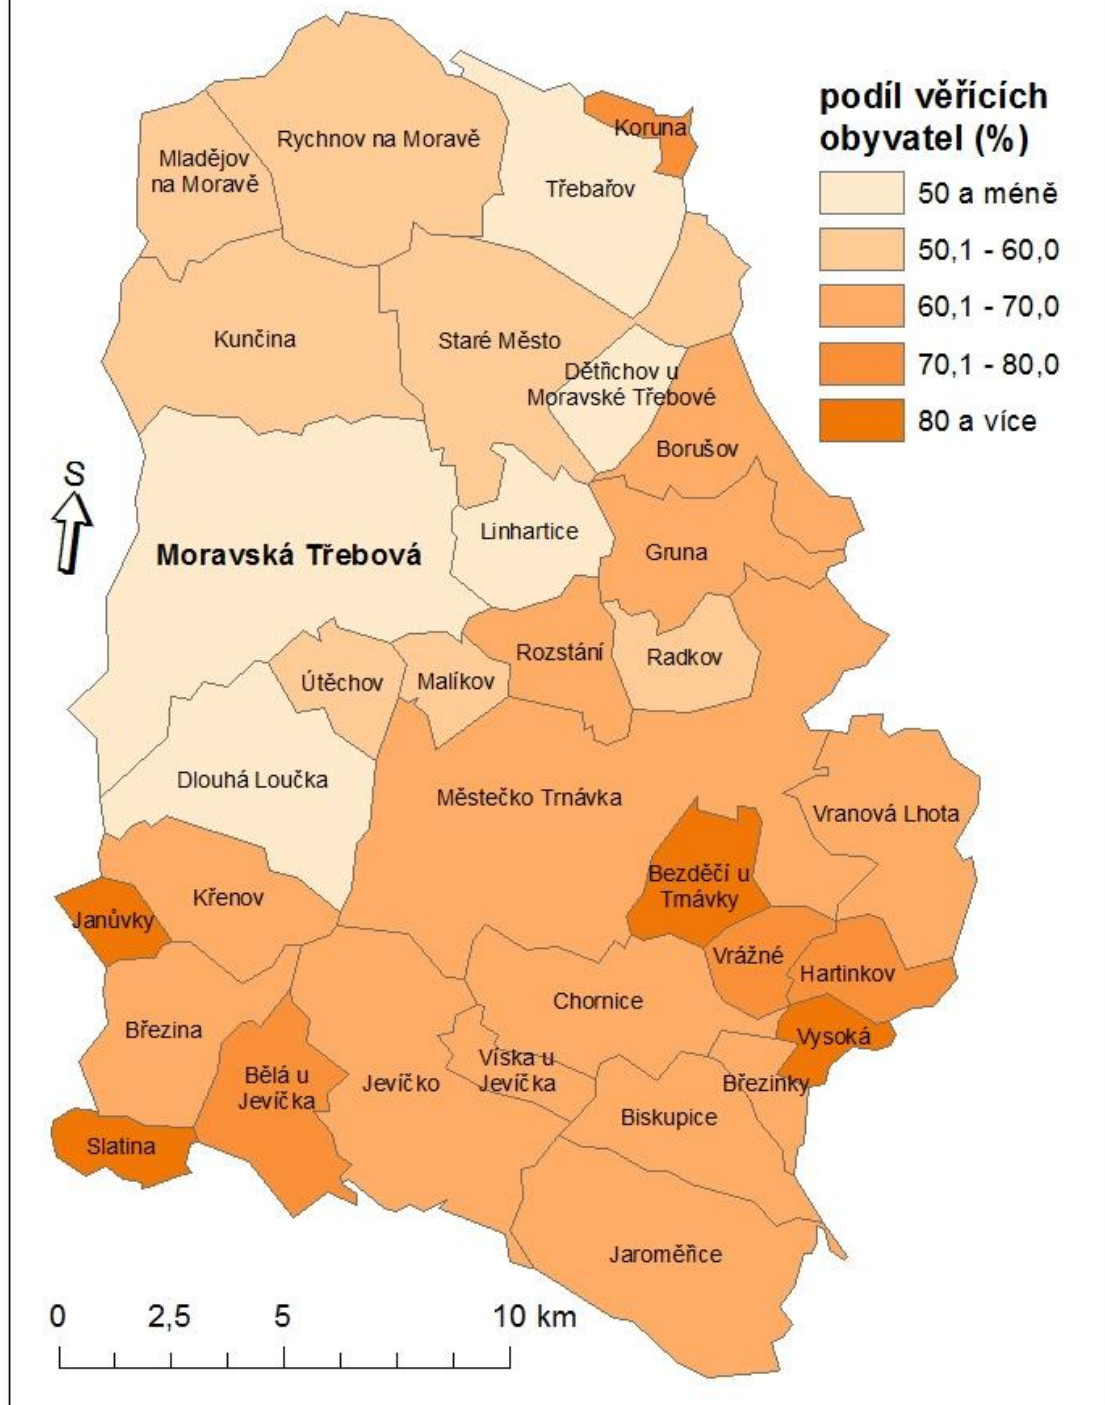 podíl věřících
obyvatel (%)
50 a méně
50,1 - 60,0
60,1 - 70,0
70,1 - 80,0
80 a více
Koruna
Rychnov na Moravě
Mladějov
na Moravě
Třebařov
Kunčina
Staré Město
Dětřichov u
Moravské Třebové
Borušov
S
Linhartice
Moravská Třebová
Gruna
Rozstání
Radkov
Útěchov
Malíkov
Dlouhá Loučka
Městečko Trnávka
Vranová Lhota
Bezděčí u
Trnávky
Křenov
Janůvky
Vrážné
Hartinkov
Chornice
Březina
Vysoká
Víska u
Jevíčka
Bělá u
Jevíčka
Jevíčko
Březinky
Biskupice
Slatina
Jaroměřice
0 2,5 5 10 km